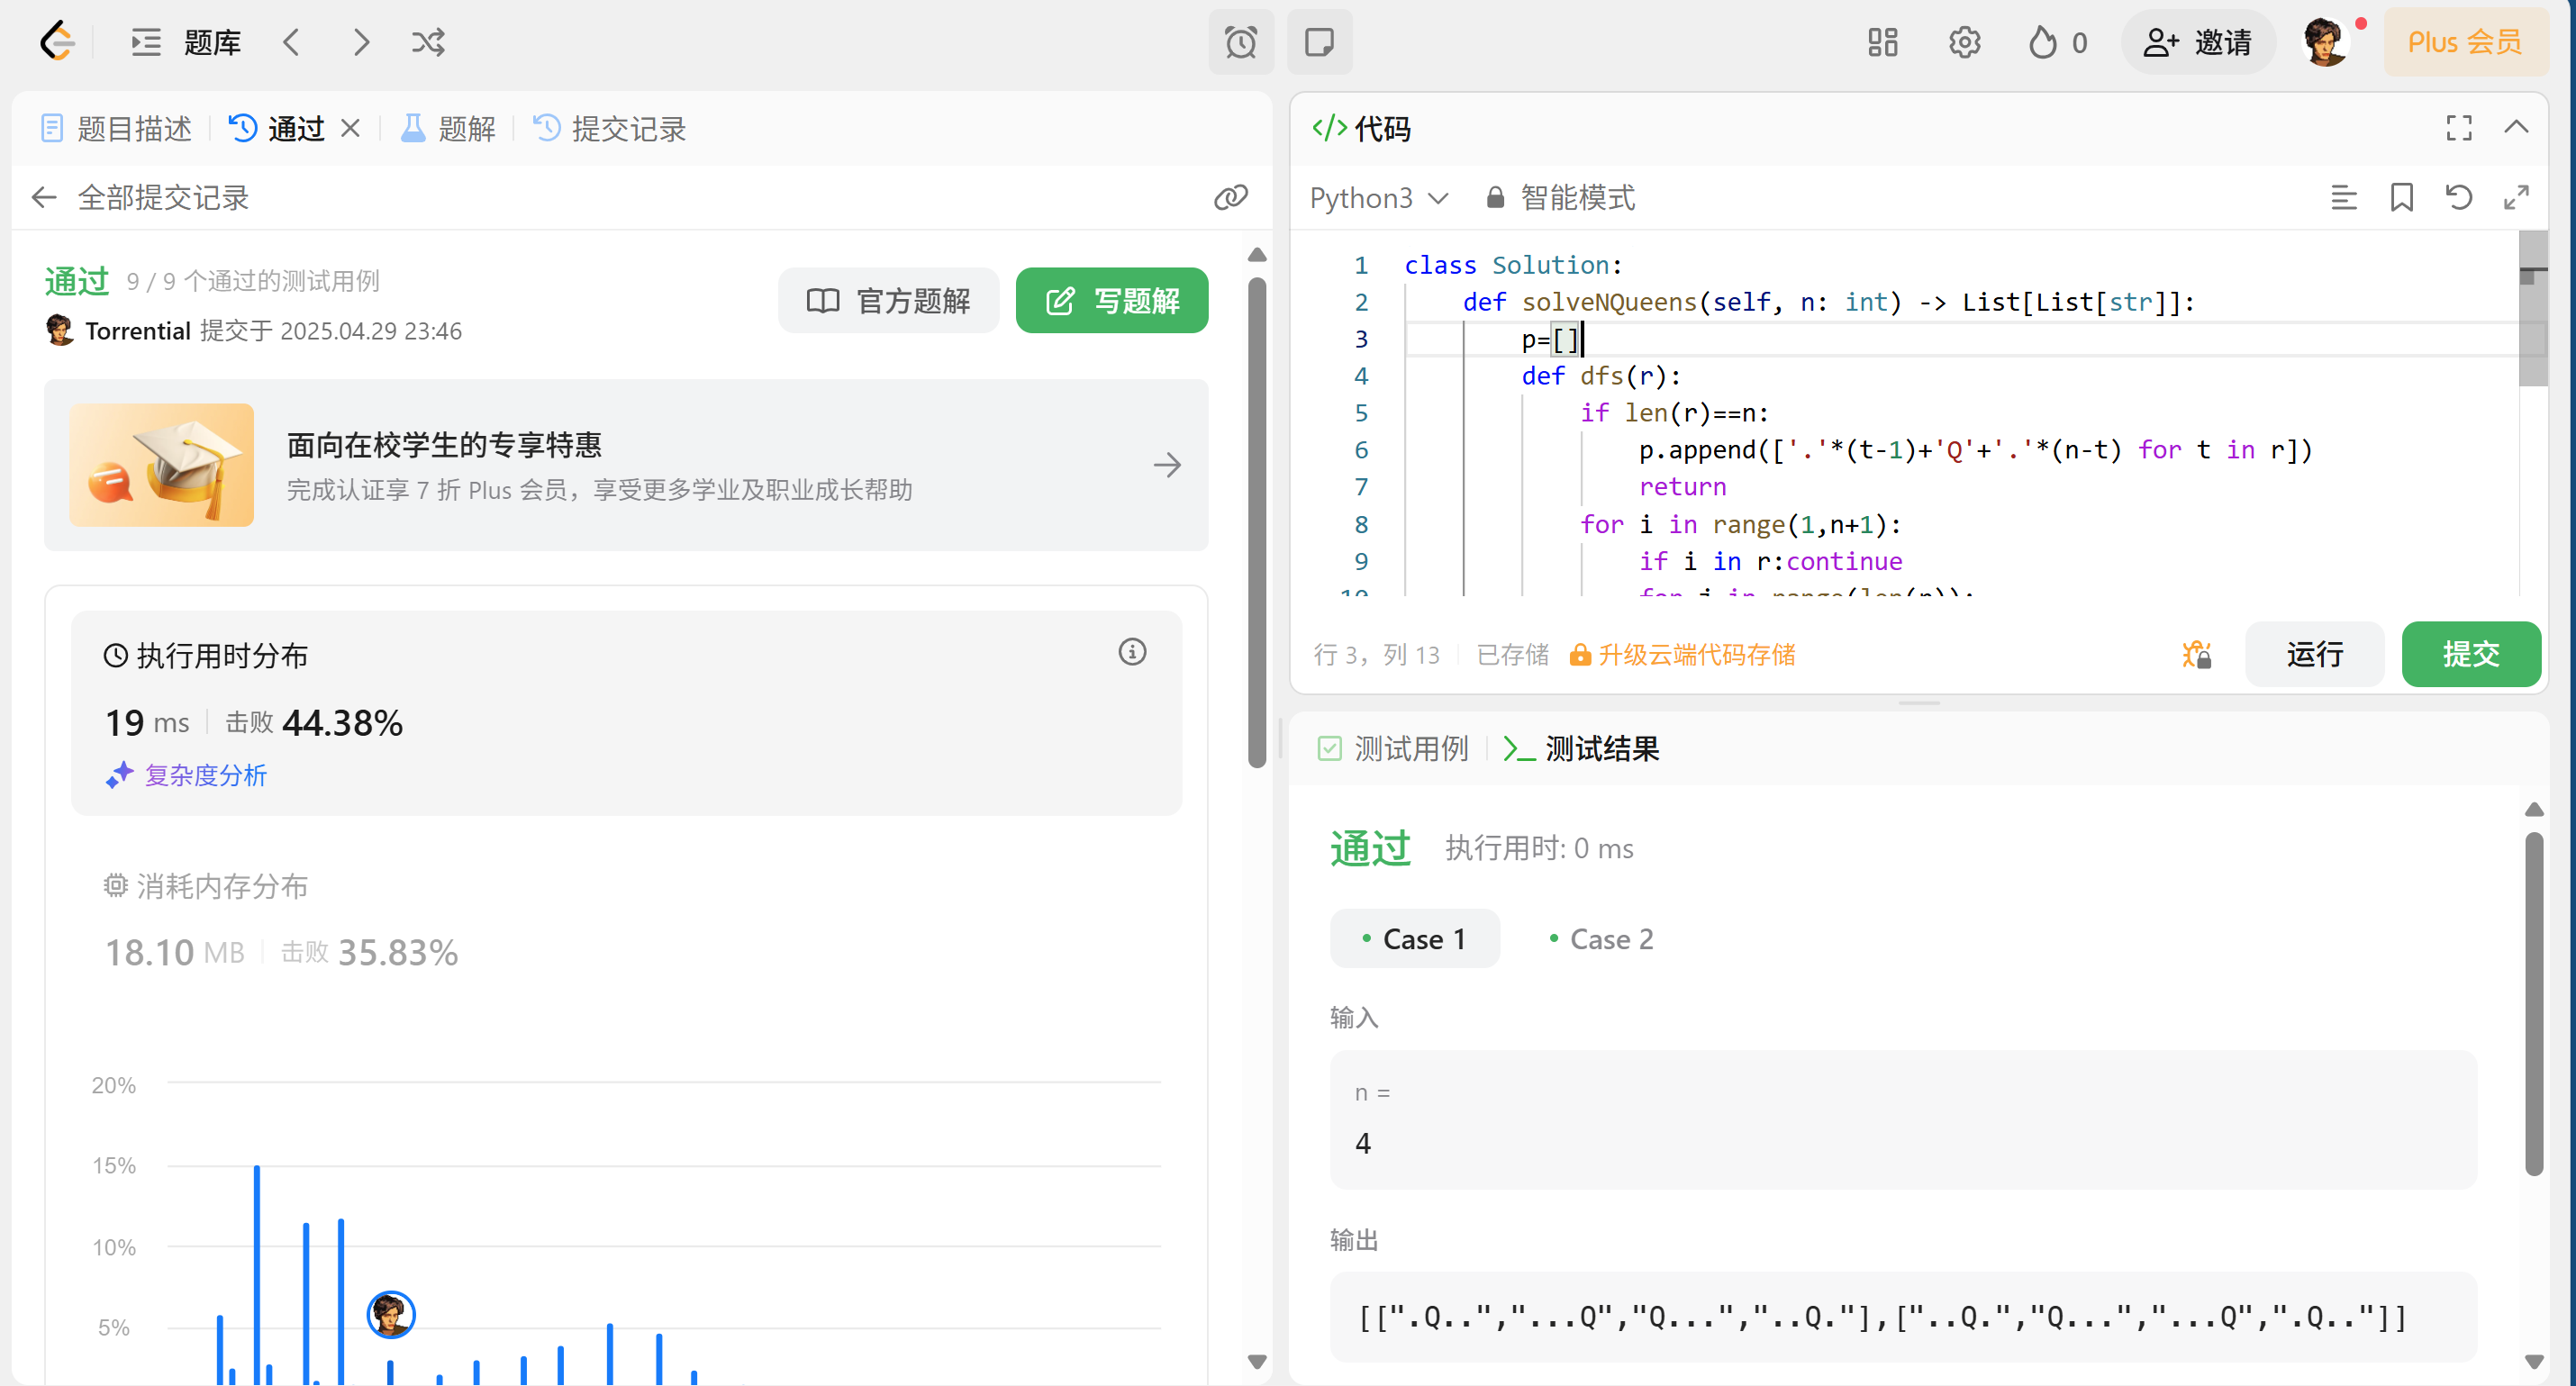 题库
0
邀请
Plus 会员
题目描述
通过
题解
提交记录
全部提交记录
通过 9 / 9 个通过的测试用例
Torrential 提交于 2025.04.29 23:46
官方题解
写题解
面向在校学生的专享特惠
完成认证享 7 折 Plus 会员，享受更多学业及职业成长帮助
执行用时分布
19 ms 击败 44.38%
复杂度分析
消耗内存分布
18.10 MB 击败 35.83%
20%
15%
10%
5%
代码
Python3 智能模式
1 class Solution:
2 def solveNQueens(self, n: int) -> List[List[str]]:
3 p=[]
4 def dfs(r):
5 if len(r)==n:
6 p.append(['.'*(t-1)+'Q'+'.'*(n-t) for t in r])
7 return
8 for i in range(1,n+1):
9 if i in r:continue
行 3，列 13 已存储 升级云端代码存储
运行
提交
测试用例
测试结果
通过 执行用时: 0 ms
Case 1
Case 2
输入
n =
4
输出
[[".Q..","...Q","Q...","..Q."],["..Q.","Q...","...Q",".Q.."]]